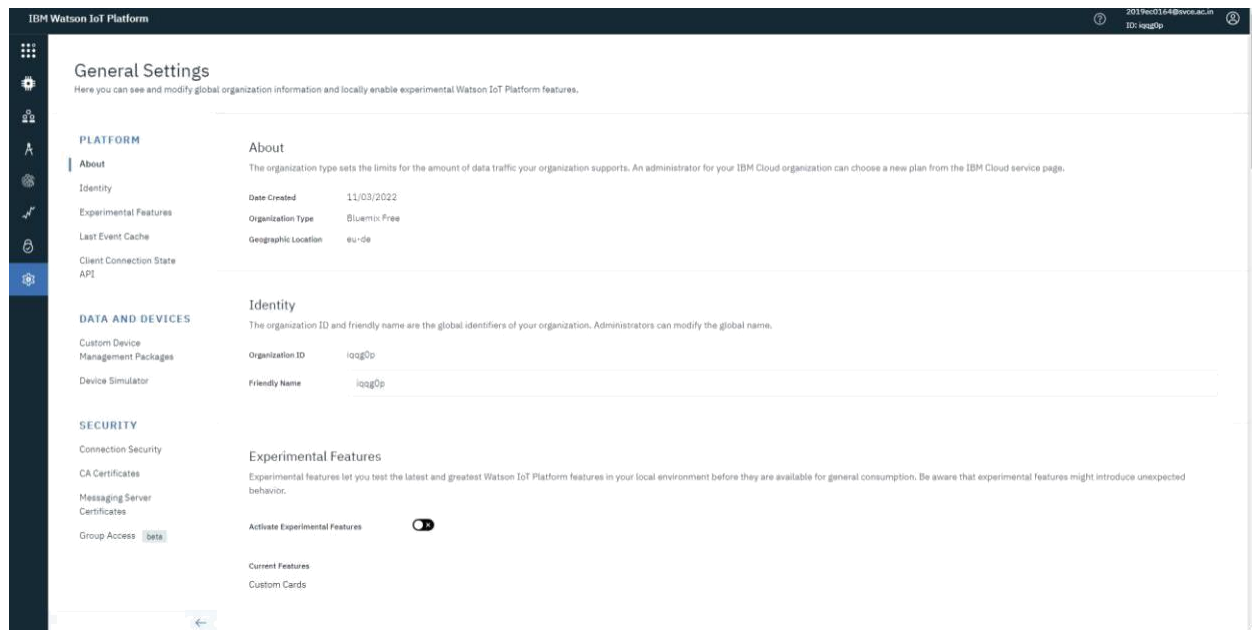 IBM Watson IoT Platform
2019ec0164@svce.ac.in
ID: iqqg0p
General Settings
Here you can see and modify global organization information and locally enable experimental Watson IoT Platform features.
PLATFORM
About
Identity
Experimental Features
Last Event Cache
Client Connection State
API
DATA AND DEVICES
Custom Device
Management Packages
Device Simulator
SECURITY
Connection Security
CA Certificates
Messaging Server
Certificates
Group Access beta
About
The organization type sets the limits for the amount of data traffic your organization supports. An administrator for your IBM Cloud organization can choose a new plan from the IBM Cloud service page.
Date Created 11/03/2022
Organization Type Bluemix Free
Geographic Location eu-de
Identity
The organization ID and friendly name are the global identifiers of your organization. Administrators can modify the global name.
Organization ID iqqg0p
Friendly Name iqqg0p
Experimental Features
Experimental features let you test the latest and greatest Watson IoT Platform features in your local environment before they are available for general consumption. Be aware that experimental features might introduce unexpected
behavior.
Activate Experimental Features
Current Features
Custom Cards